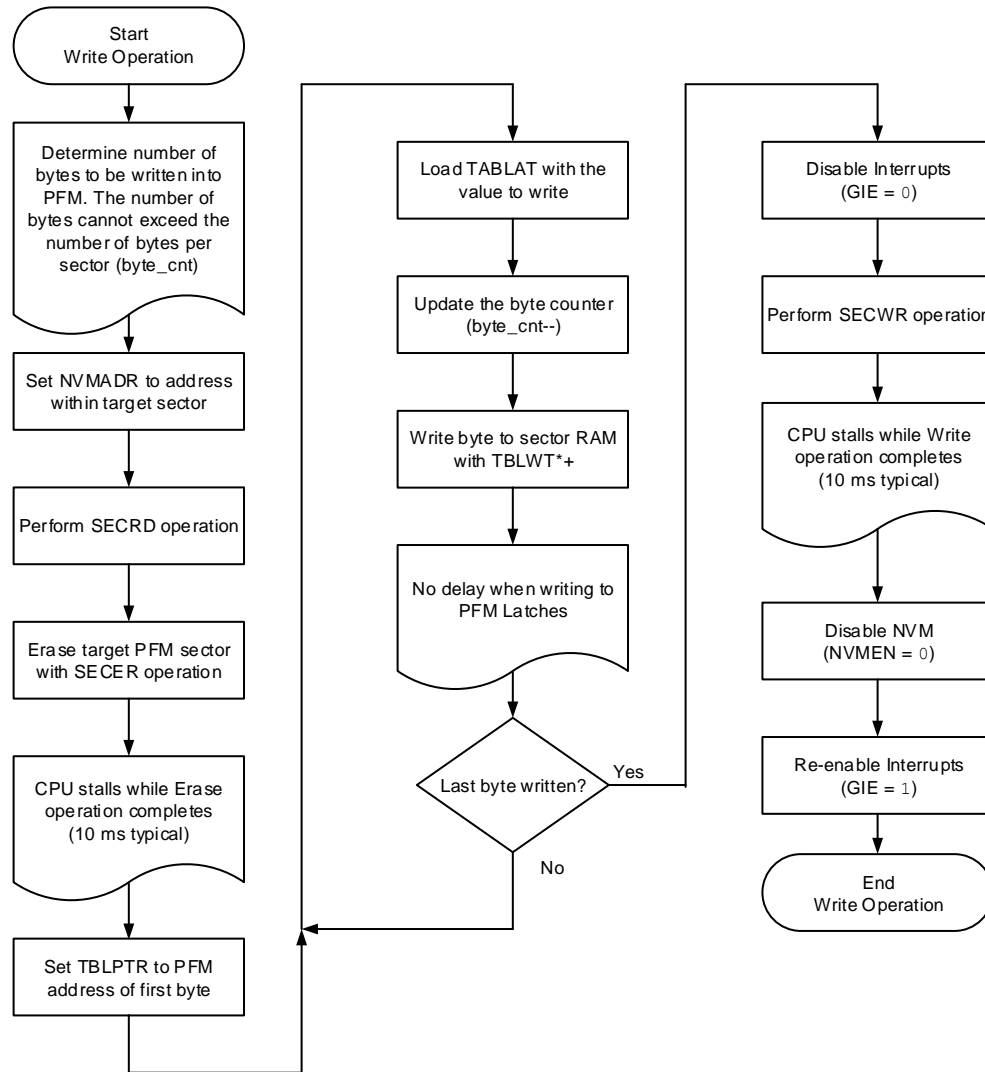 Start
Write Operation
Determine number of
bytes to be written into
PFM. The number of
bytes cannot exceed the
number of bytes per
sector (byte_cnt)
Set NVMADR to address
within target sector
Perform SECRD operation
Erase target PFM sector
with SECER operation
CPU stalls while Erase
operation completes
(10 ms typical)
Set TBLPTR to PFM
address of first byte
Load TABLAT with the
value to write
Update the byte counter
(byte_cnt--)
Write byte to sector RAM
with TBLWT*+
No delay when writing to
PFM Latches
Last byte written?
Yes
No
Disable Interrupts
(GIE = 0)
Perform SECWR operation
CPU stalls while Write
operation completes
(10 ms typical)
Disable NVM
(NVMEN = 0)
Re-enable Interrupts
(GIE = 1)
End
Write Operation